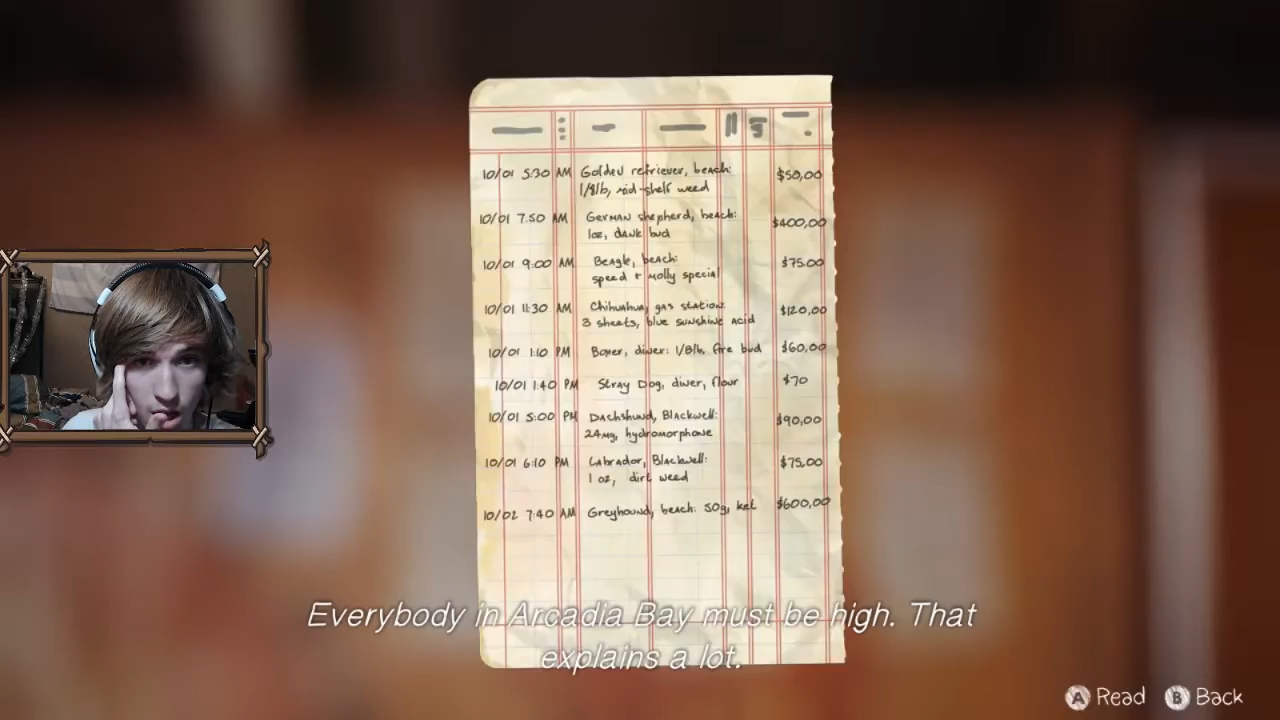 10/01 5:30 AM Golden retriever, beach: $50,00
1/8lb, mid-shelf weed
10/01 7:50 AM German shepherd, beach: $400,00
1oz, dank bud
10/01 9:00 AM Beagle, beach: $75.00
speed + molly special
10/01 11:30 AM Chihuahua, gas station: $120,00
3 sheets, blue sunshine acid
10/01 1:10 PM Boxer, diner: 1/8lb, fire bud $60,00
10/01 1:40 PM Stray Dog, diner, flour $70
10/01 5:00 PM Dachshund, Blackwell: $90,00
24mg, hydromorphone
10/01 6:10 PM Labrador, Blackwell: $75,00
1 oz, dirt weed
10/02 7:40 AM Greyhound, beach: 50g, ket $600,00
Everybody in Arcadia Bay must be high. That
explains a lot.
A Read B Back